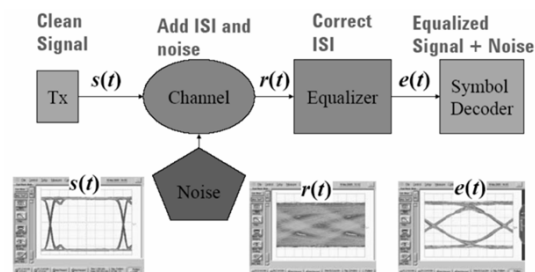 Clean
Signal
Add ISI and
noise
Correct
ISI
Equalized
Signal + Noise
Tx
s(t)
Channel
r(t)
Equalizer
e(t)
Symbol
Decoder
Noise
s(t)
r(t)
e(t)